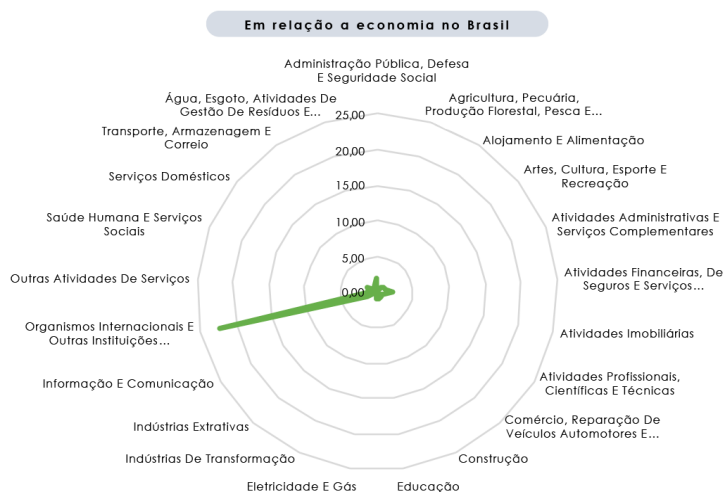 Em relação a economia no Brasil
Administração Pública, Defesa
E Seguridade Social
Agricultura, Pecuária,
Produção Florestal, Pesca E...
Alojamento E Alimentação
Artes, Cultura, Esporte E
Recreação
Atividades Administrativas E
Serviços Complementares
Atividades Financeiras, De
Seguros E Serviços...
Atividades Imobiliárias
Atividades Profissionais,
Científicas E Técnicas
Comércio, Reparação De
Veículos Automotores E...
Construção
Educação
Eletricidade E Gás
Indústrias De Transformação
Indústrias Extrativas
Informação E Comunicação
Organismos Internacionais E
Outras Instituições...
Outras Atividades De Serviços
Saúde Humana E Serviços
Sociais
Serviços Domésticos
Transporte, Armazenagem E
Correio
Água, Esgoto, Atividades De
Gestão De Resíduos E...
25,00
20,00
15,00
10,00
5,00
0,00